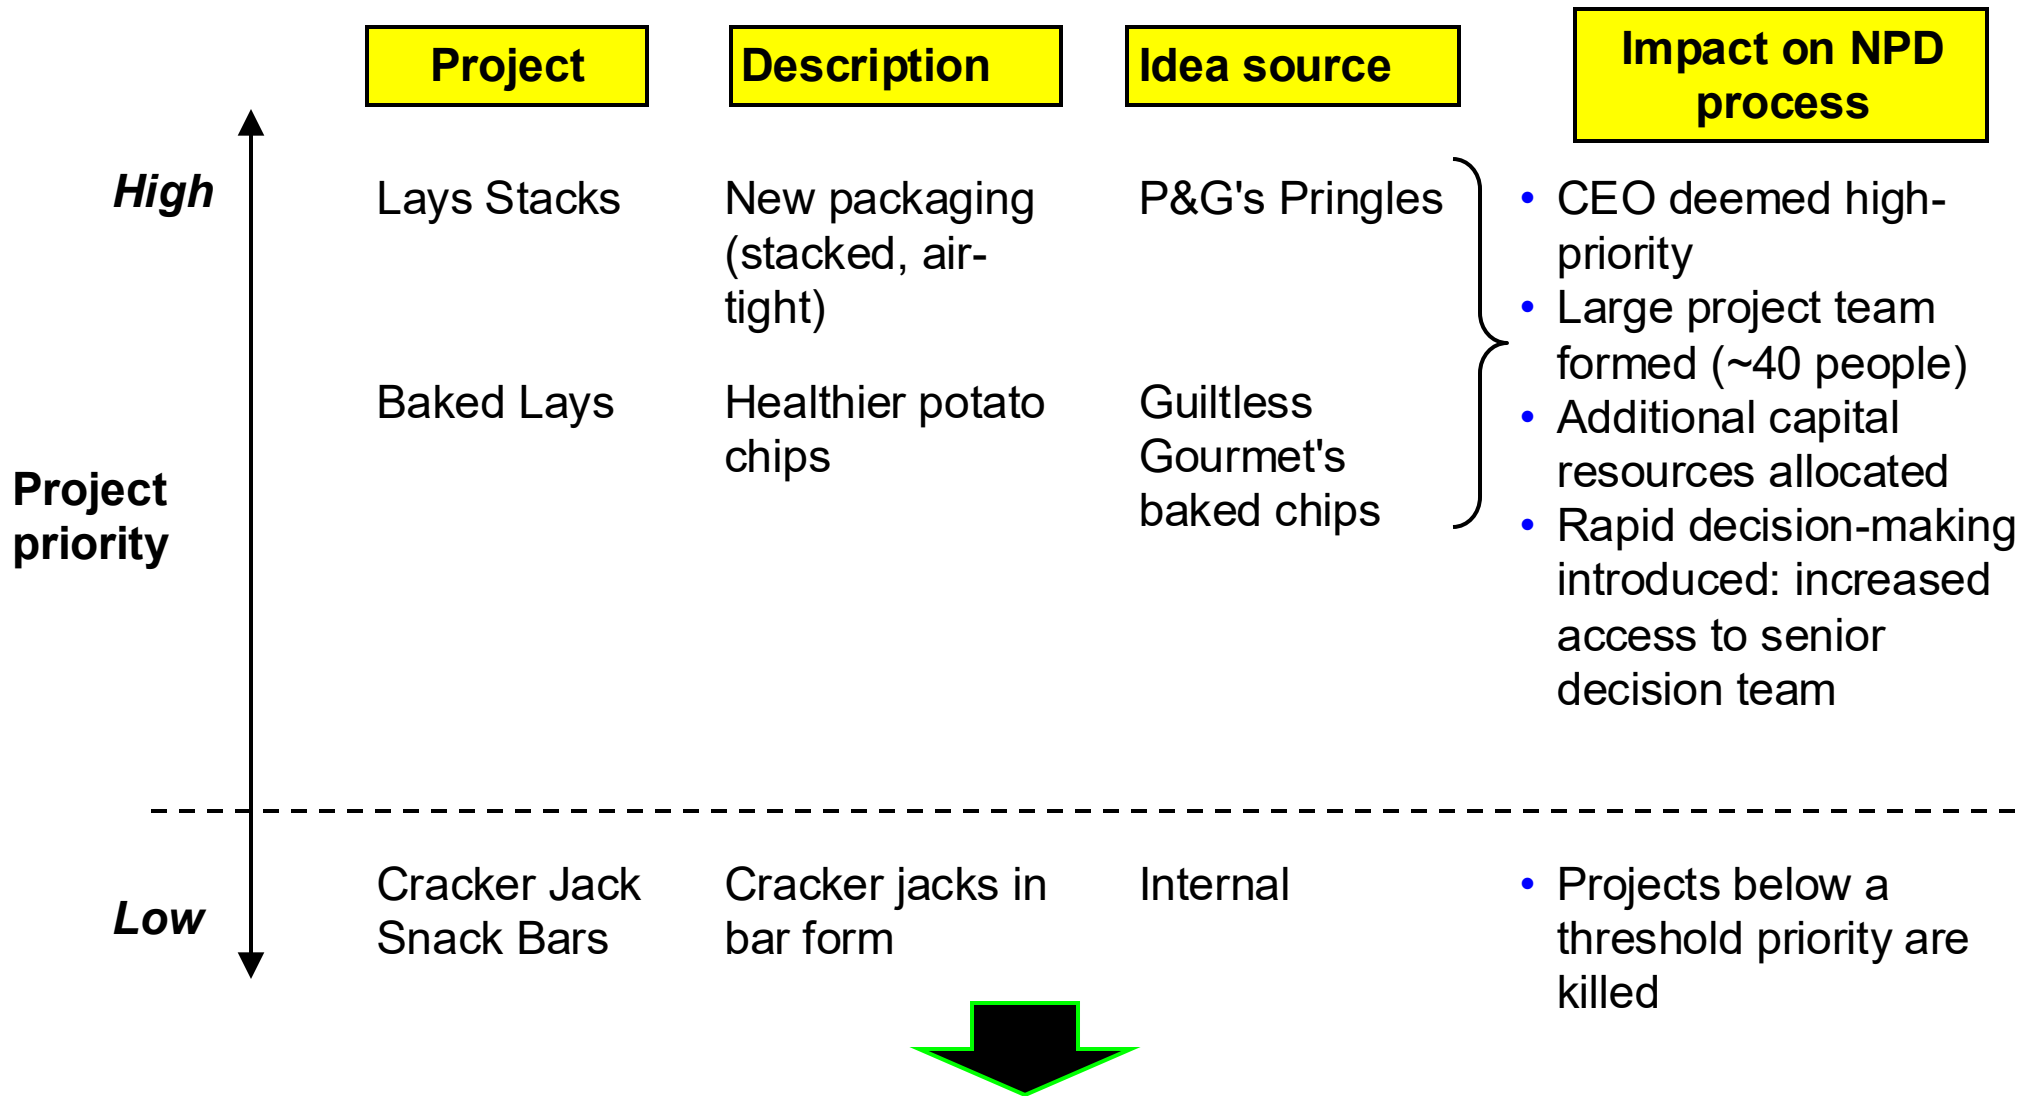 Project
Description
Idea source
Impact on NPD
process
High
Project
priority
Low
Lays Stacks
New packaging
(stacked, air-
tight)
P&G's Pringles
Baked Lays
Healthier potato
chips
Guiltless
Gourmet's
baked chips
• CEO deemed high-
priority
• Large project team
formed (~40 people)
• Additional capital
resources allocated
• Rapid decision-making
introduced: increased
access to senior
decision team
Cracker Jack
Snack Bars
Cracker jacks in
bar form
Internal
• Projects below a
threshold priority are
killed